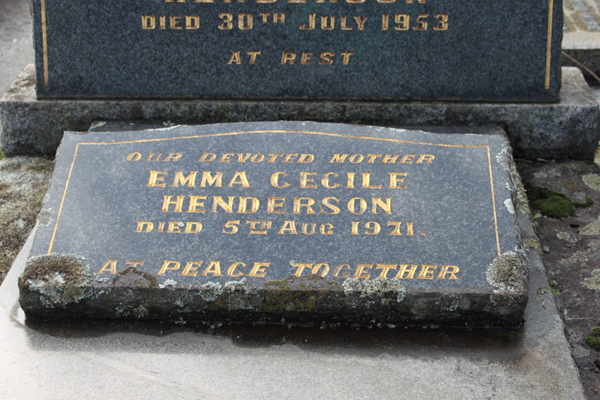 HENDERSON
DIED 30TH JULY 1953
AT REST
OUR DEVOTED MOTHER
EMMA CECILE
HENDERSON
DIED 5TH AUG 1971.
AT PEACE TOGETHER